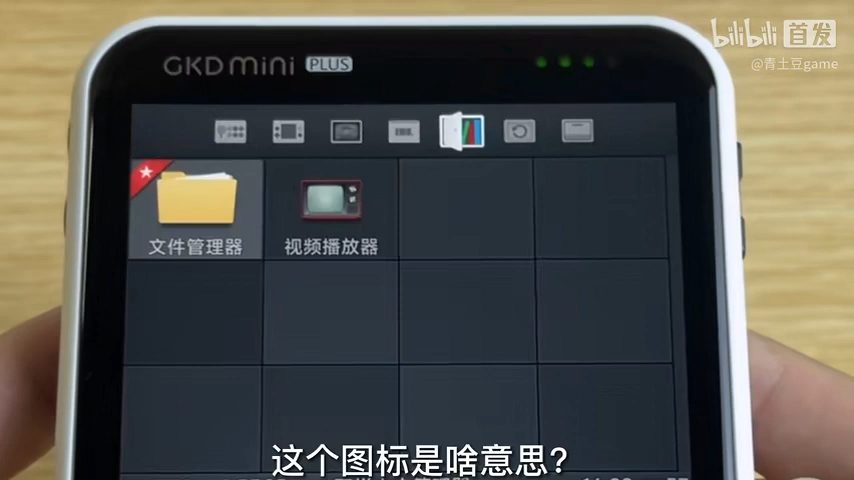 bilibili 首发
@青土豆game
GKD mini PLUS
文件管理器
视频播放器
这个图标是啥意思?